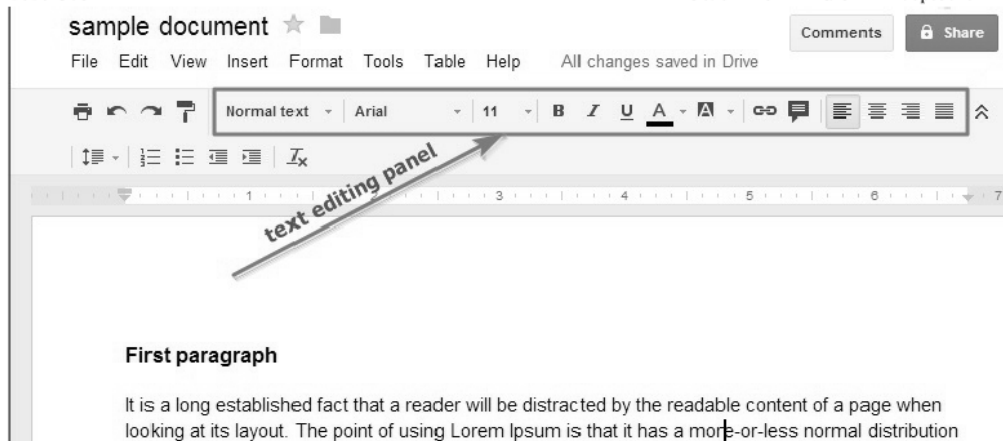 sample document
Comments
Share
File Edit View Insert Format Tools Table Help All changes saved in Drive
Normal text Arial 11 B I U A A
text editing panel
1 3 4 5 6 7
First paragraph
It is a long established fact that a reader will be distracted by the readable content of a page when
looking at its layout. The point of using Lorem Ipsum is that it has a more-or-less normal distribution